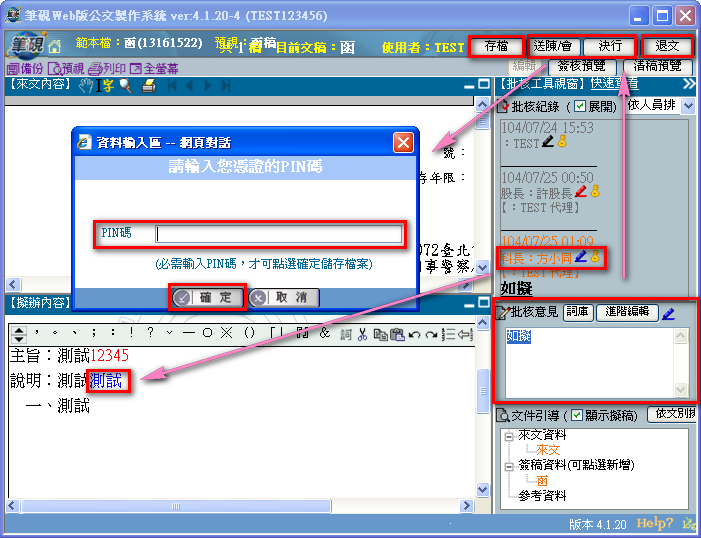 筆硯Web版公文製作系統 ver:4.1.20-4 (TEST123456)
筆硯 範本檔：函(13161522) 預視：函稿
共 1 稿 目前交稿：函 使用者：TEST 存檔 送陳/會 決行 退文
備份 預視 列印 全螢幕 編輯 簽核預覽 清稿預覽
【來文內容】 1字
【批核工具視窗】快速查看
批核紀錄 (展開) 依人員排
104/07/24 15:53
：TEST
104/07/25 00:50
股長：許股長
【：TEST 代理】
104/07/25 01:09
科長：方小同
【：TEST 代理】
如擬
號：
存年限：
072臺北
資料輸入區 -- 網頁對話
請輸入您憑證的PIN碼
PIN碼
(必需輸入PIN碼，才可點選確定儲存檔案)
確定 取消
【擬辦內容】
， 。 、 ； ： ！ ？ ※ () 「 & 詞
主旨：測試12345
說明：測試測試
一、測試
批核意見 詞庫 進階編輯
如擬
文件引導 (顯示擬稿) 依文別排
來文資料
來文
簽稿資料(可點選新增)
函
參考資料
版本 4.1.20 Help?